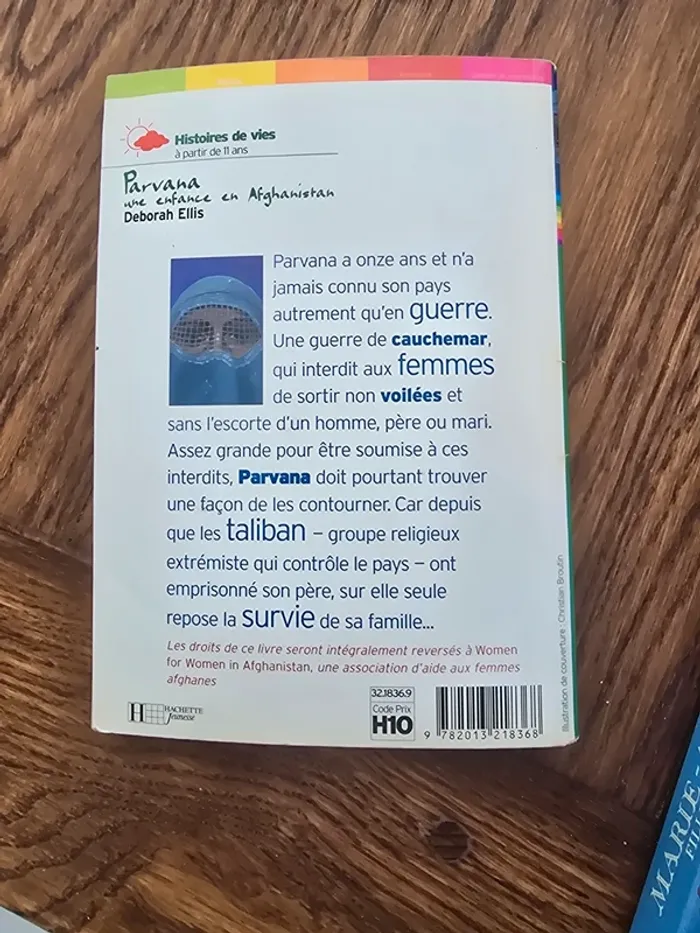 Histoires de vies
à partir de 11 ans
Parvana
une enfance en Afghanistan
Deborah Ellis
Parvana a onze ans et n'a
jamais connu son pays
autrement qu'en guerre.
Une guerre de cauchemar,
qui interdit aux femmes
de sortir non voilées et
sans l'escorte d'un homme, père ou mari.
Assez grande pour être soumise à ces
interdits, Parvana doit pourtant trouver
une façon de les contourner. Car depuis
que les taliban – groupe religieux
extrémiste qui contrôle le pays – ont
emprisonné son père, sur elle seule
repose la survie de sa famille...
Les droits de ce livre seront intégralement reversés à Women
for Women in Afghanistan, une association d'aide aux femmes
afghanes
H HACHETTE
Jeunesse
32.1836.9
Code Prix
H10
9 782013 218368
Illustration de couverture : Christian Broutin
MARIE